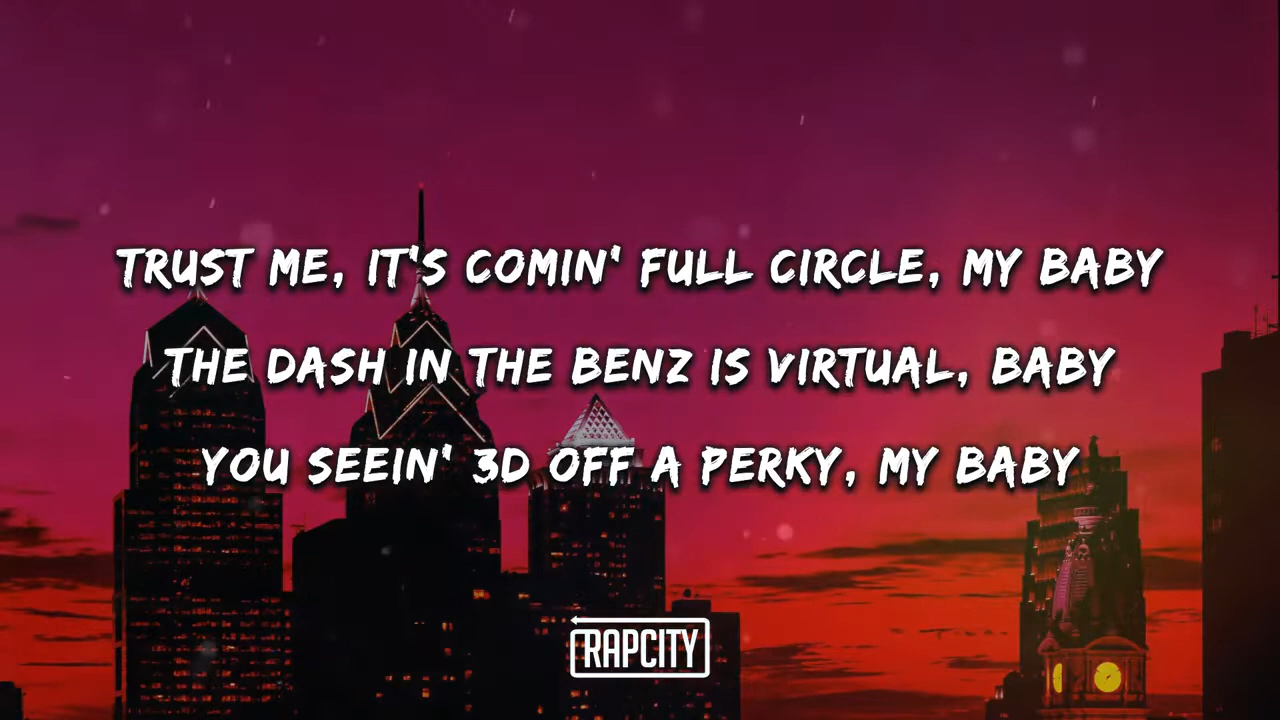 TRUST ME, IT'S COMIN' FULL CIRCLE, MY BABY
THE DASH IN THE BENZ IS VIRTUAL, BABY
YOU SEEIN' 3D OFF A PERKY, MY BABY
RAPCITY